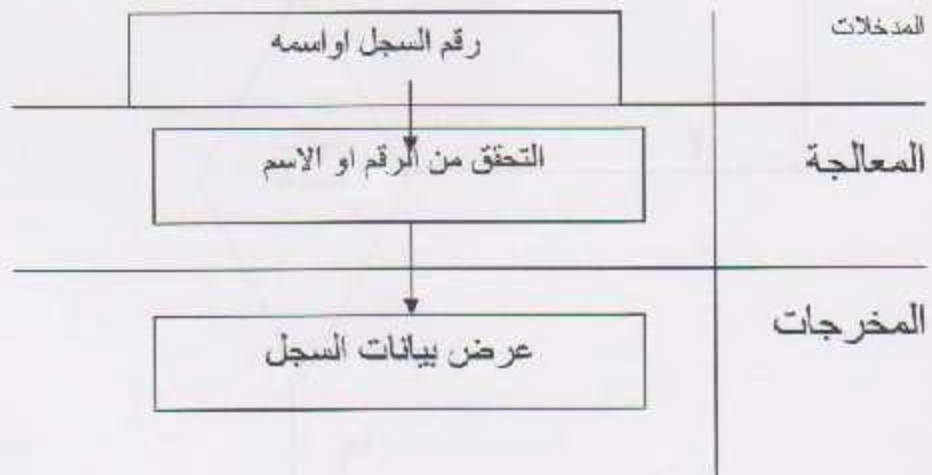 المدخلات
رقم السجل اواسمه
المعالجة
التحقق من الرقم او الاسم
المخرجات
عرض بيانات السجل